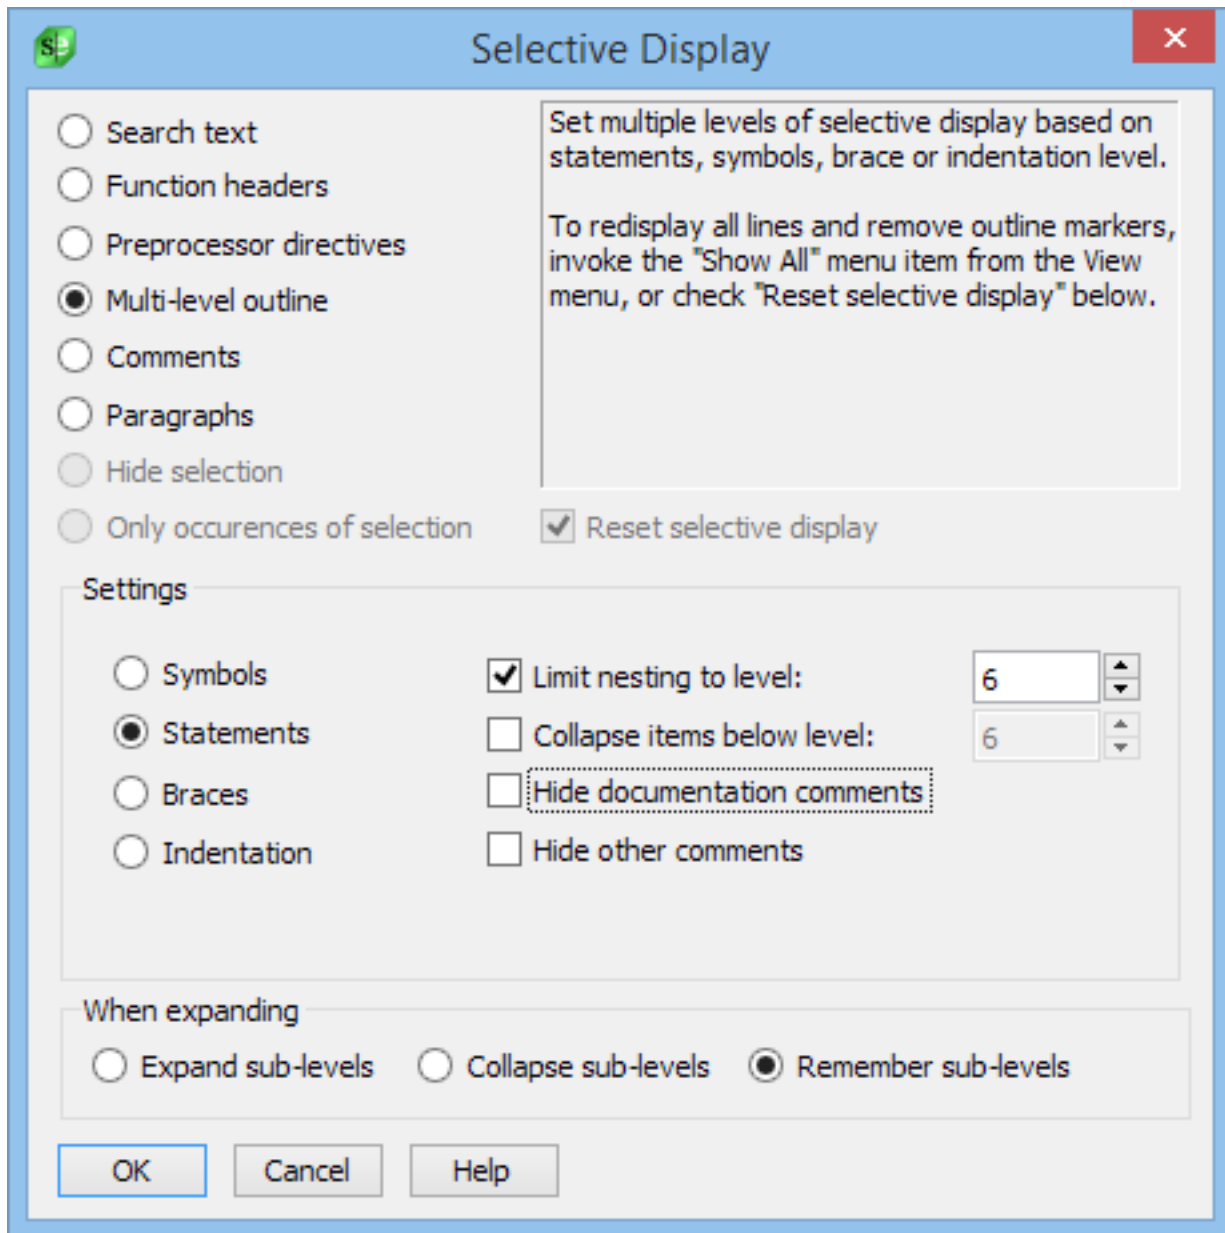 Selective Display
Search text
Function headers
Preprocessor directives
Multi-level outline
Comments
Paragraphs
Hide selection
Only occurences of selection
Set multiple levels of selective display based on
statements, symbols, brace or indentation level.
To redisplay all lines and remove outline markers,
invoke the "Show All" menu item from the View
menu, or check "Reset selective display" below.
Reset selective display
Settings
Symbols
Statements
Braces
Indentation
Limit nesting to level: 6
Collapse items below level: 6
Hide documentation comments
Hide other comments
When expanding
Expand sub-levels Collapse sub-levels Remember sub-levels
OK Cancel Help